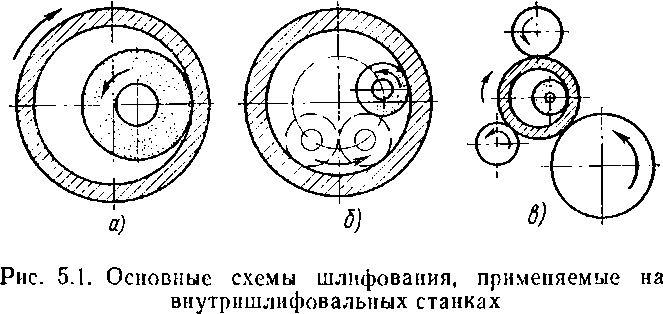 а) б) в)
Рис. 5.1. Основные схемы шлифования, применяемые на
внутришлифовальных станках